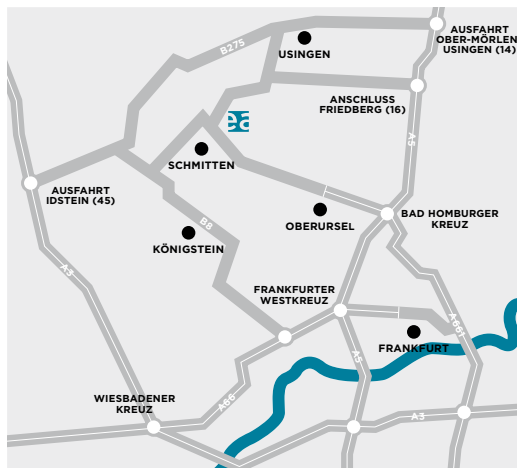 AUSFAHRT
OBER-MÖRLEN
USINGEN (14)
B275
USINGEN
ANSCHLUSS
FRIEDBERG (16)
A5
ea
SCHMITTEN
AUSFAHRT
IDSTEIN (45)
OBERURSEL
BAD HOMBURGER
KREUZ
B8
KÖNIGSTEIN
A3
FRANKFURTER
WESTKREUZ
A661
FRANKFURT
A5
WIESBADENER
KREUZ
A66
A3